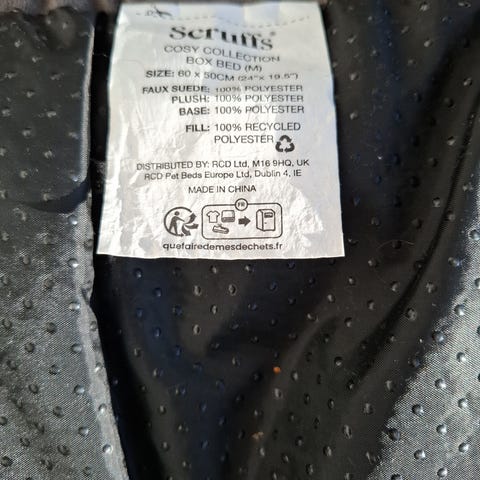 Scruffs®
COSY COLLECTION
BOX BED (M)
SIZE: 60 x 50CM (24"x 19.5")
FAUX SUEDE: 100% POLYESTER
PLUSH: 100% POLYESTER
BASE: 100% POLYESTER
FILL: 100% RECYCLED
POLYESTER
DISTRIBUTED BY: RCD Ltd, M16 9HQ, UK
RCD Pet Beds Europe Ltd, Dublin 4, IE
MADE IN CHINA
FR
quefairedemesdechets.fr